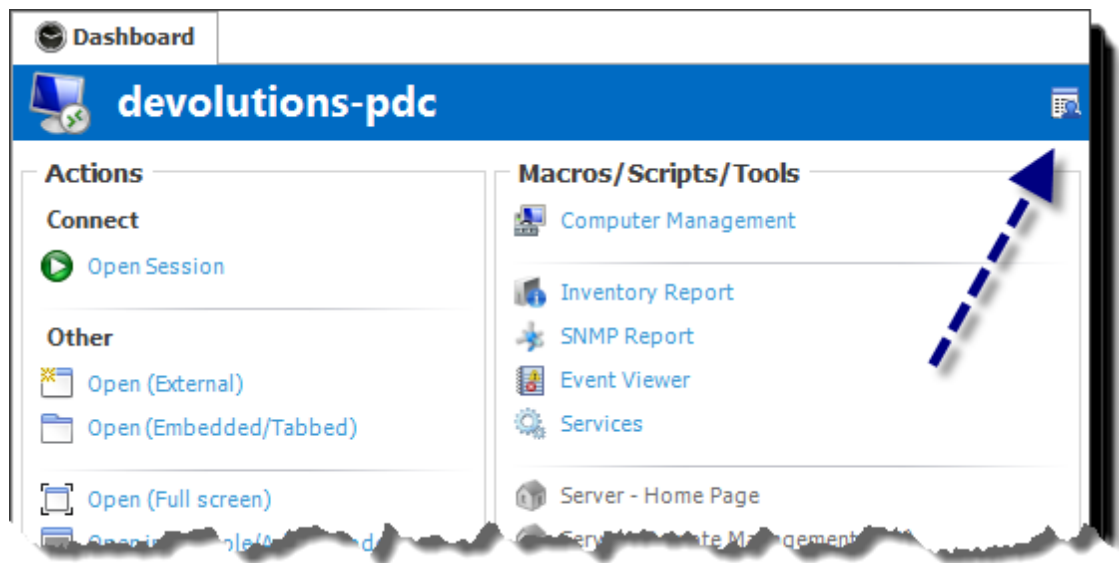 Dashboard
devolutions-pdc
Actions
Connect
Open Session
Other
Open (External)
Open (Embedded/Tabbed)
Open (Full screen)
Macros/Scripts/Tools
Computer Management
Inventory Report
SNMP Report
Event Viewer
Services
Server - Home Page